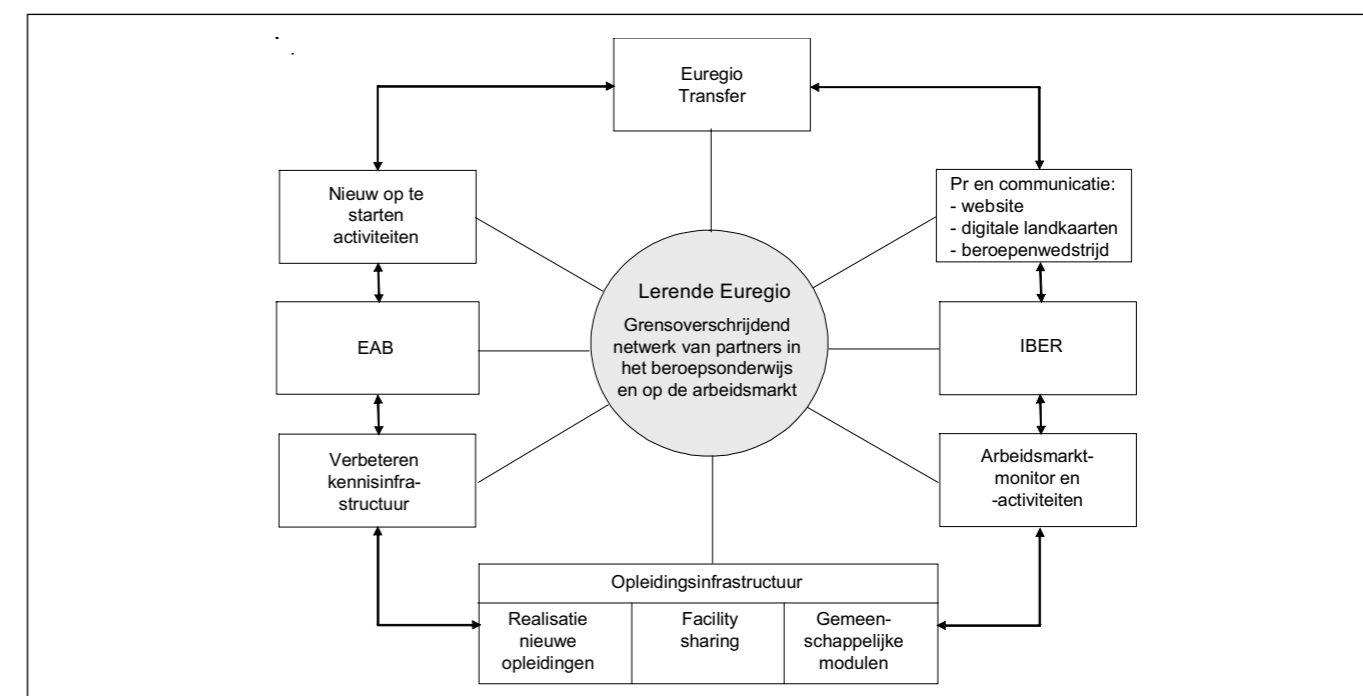 Euregio
Transfer
Nieuw op te
starten
activiteiten
Pr en communicatie:
- website
- digitale landkaarten
- beroepenwedstrijd
Lerende Euregio
Grensoverschrijdend
netwerk van partners in
het beroepsonderwijs
en op de arbeidsmarkt
EAB
IBER
Verbeteren
kennisinfra-
structuur
Arbeidsmarkt-
monitor en
-activiteiten
Opleidingsinfrastructuur
Realisatie
nieuwe
opleidingen
Facility
sharing
Gemeen-
schappelijke
modulen